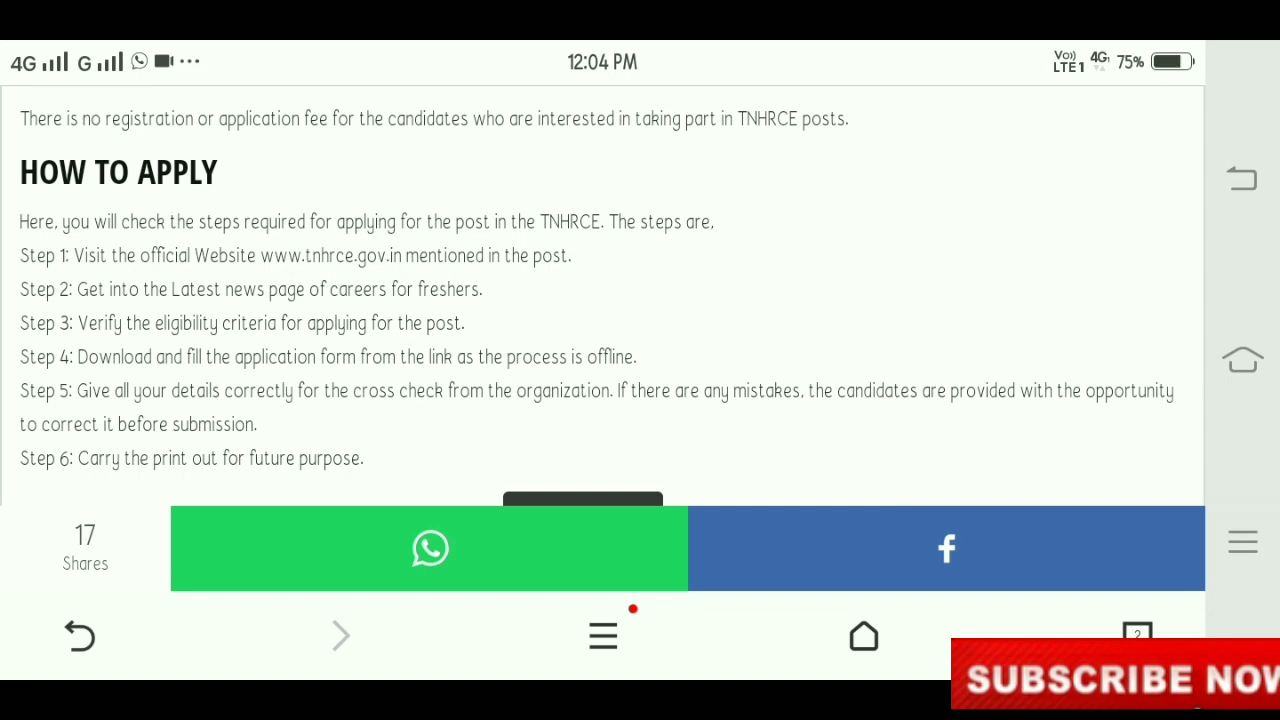 4G G ... 12:04 PM Vo)) LTE1 4G 75%
There is no registration or application fee for the candidates who are interested in taking part in TNHRCE posts.
HOW TO APPLY
Here, you will check the steps required for applying for the post in the TNHRCE. The steps are,
Step 1: Visit the official Website www.tnhrce.gov.in mentioned in the post.
Step 2: Get into the Latest news page of careers for freshers.
Step 3: Verify the eligibility criteria for applying for the post.
Step 4: Download and fill the application form from the link as the process is offline.
Step 5: Give all your details correctly for the cross check from the organization. If there are any mistakes, the candidates are provided with the opportunity
to correct it before submission.
Step 6: Carry the print out for future purpose.
17
Shares
2
SUBSCRIBE NOW